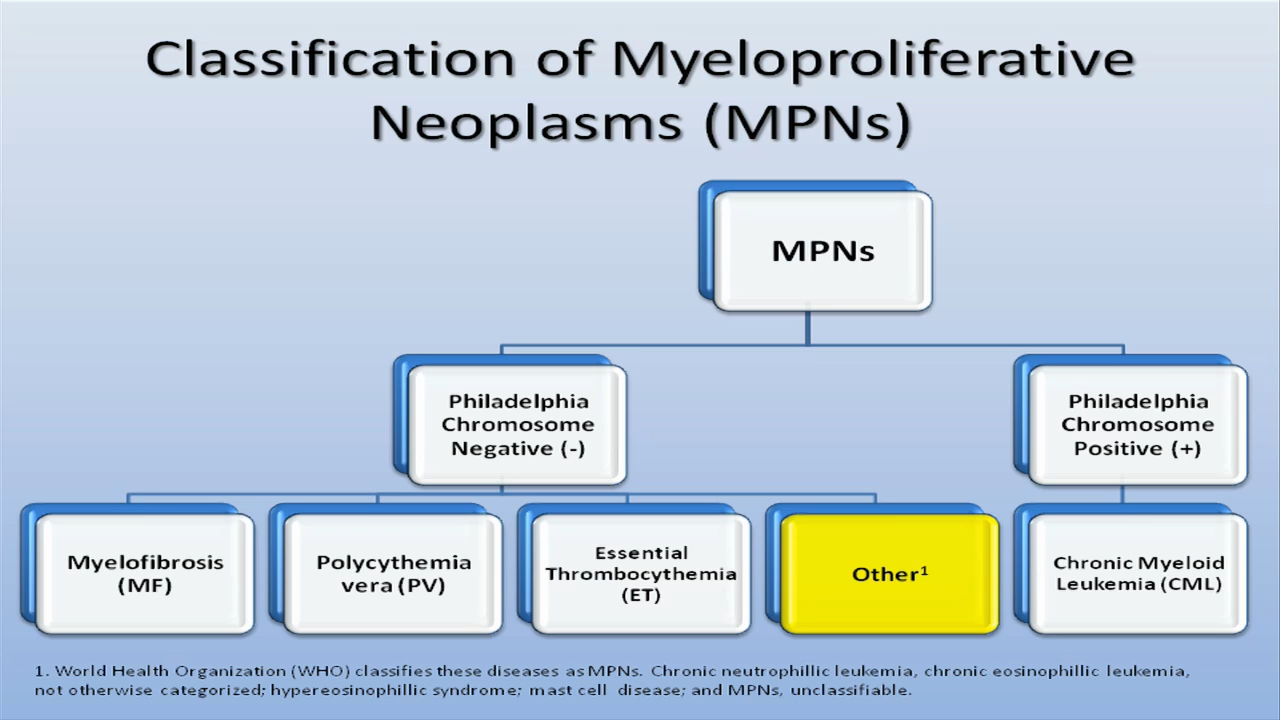 Classification of Myeloproliferative
Neoplasms (MPNs)
MPNs
Philadelphia
Chromosome
Negative (-)
Philadelphia
Chromosome
Positive (+)
Myelofibrosis
(MF)
Polycythemia
vera (PV)
Essential
Thrombocythemia
(ET)
Other¹
Chronic Myeloid
Leukemia (CML)
1. World Health Organization (WHO) classifies these diseases as MPNs. Chronic neutrophillic leukemia, chronic eosinophillic leukemia,
not otherwise categorized; hypereosinophillic syndrome; mast cell disease; and MPNs, unclassifiable.